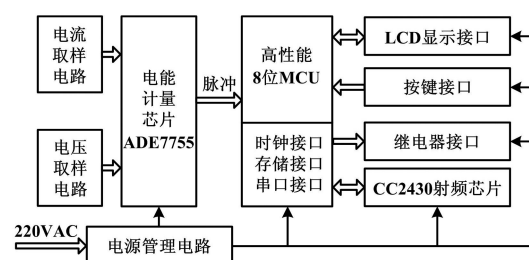 电流
取样
电路
电压
取样
电路
电能
计量
芯片
ADE7755
脉冲
高性能
8位MCU
时钟接口
存储接口
串口接口
LCD显示接口
按键接口
继电器接口
CC2430射频芯片
220VAC
电源管理电路